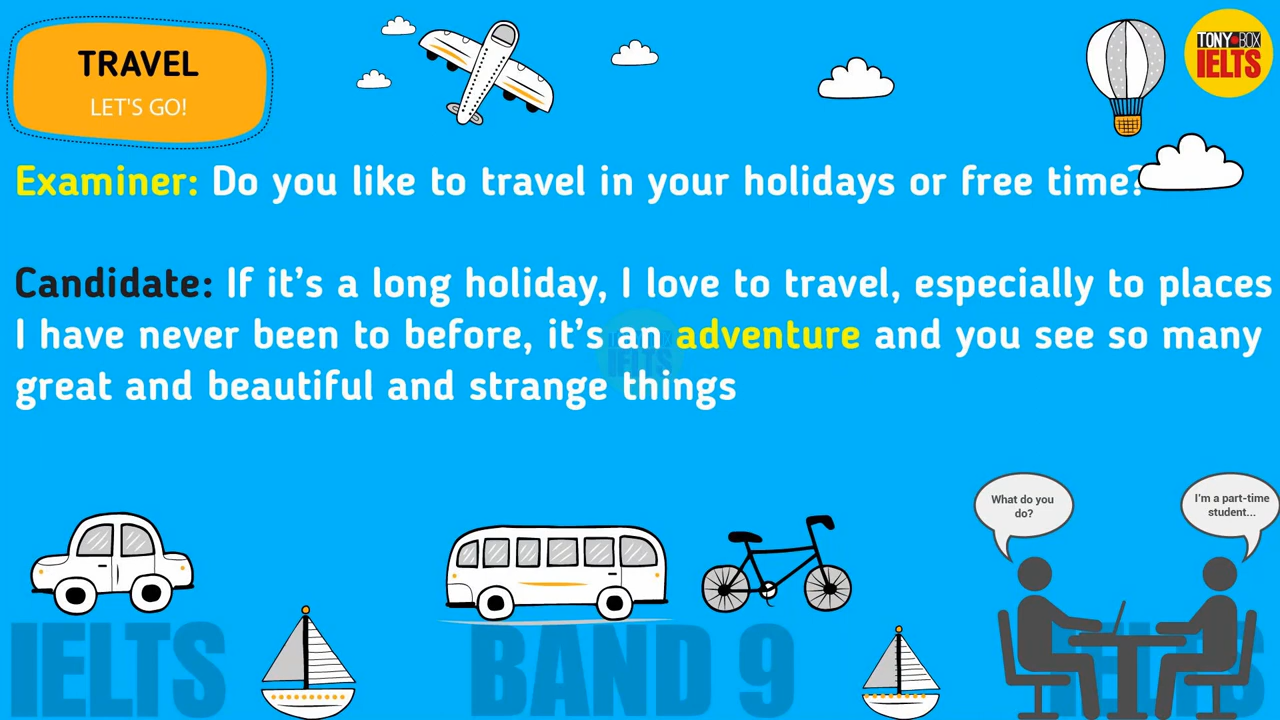 TRAVEL
LET'S GO!
TONY BOX
IELTS
Examiner: Do you like to travel in your holidays or free time?
Candidate: If it’s a long holiday, I love to travel, especially to places
I have never been to before, it’s an adventure and you see so many
great and beautiful and strange things
What do you
do?
I'm a part-time
student...
IELTS BAND 9